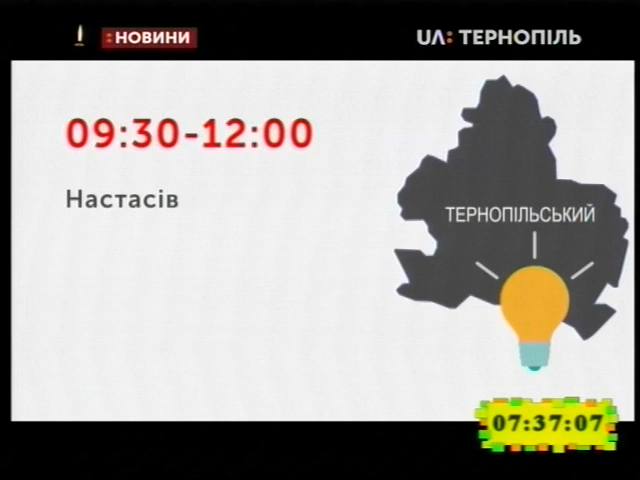 :НОВИНИ
UA: ТЕРНОПІЛЬ
09:30-12:00
Настасів
ТЕРНОПІЛЬСЬКИЙ
07:37:07